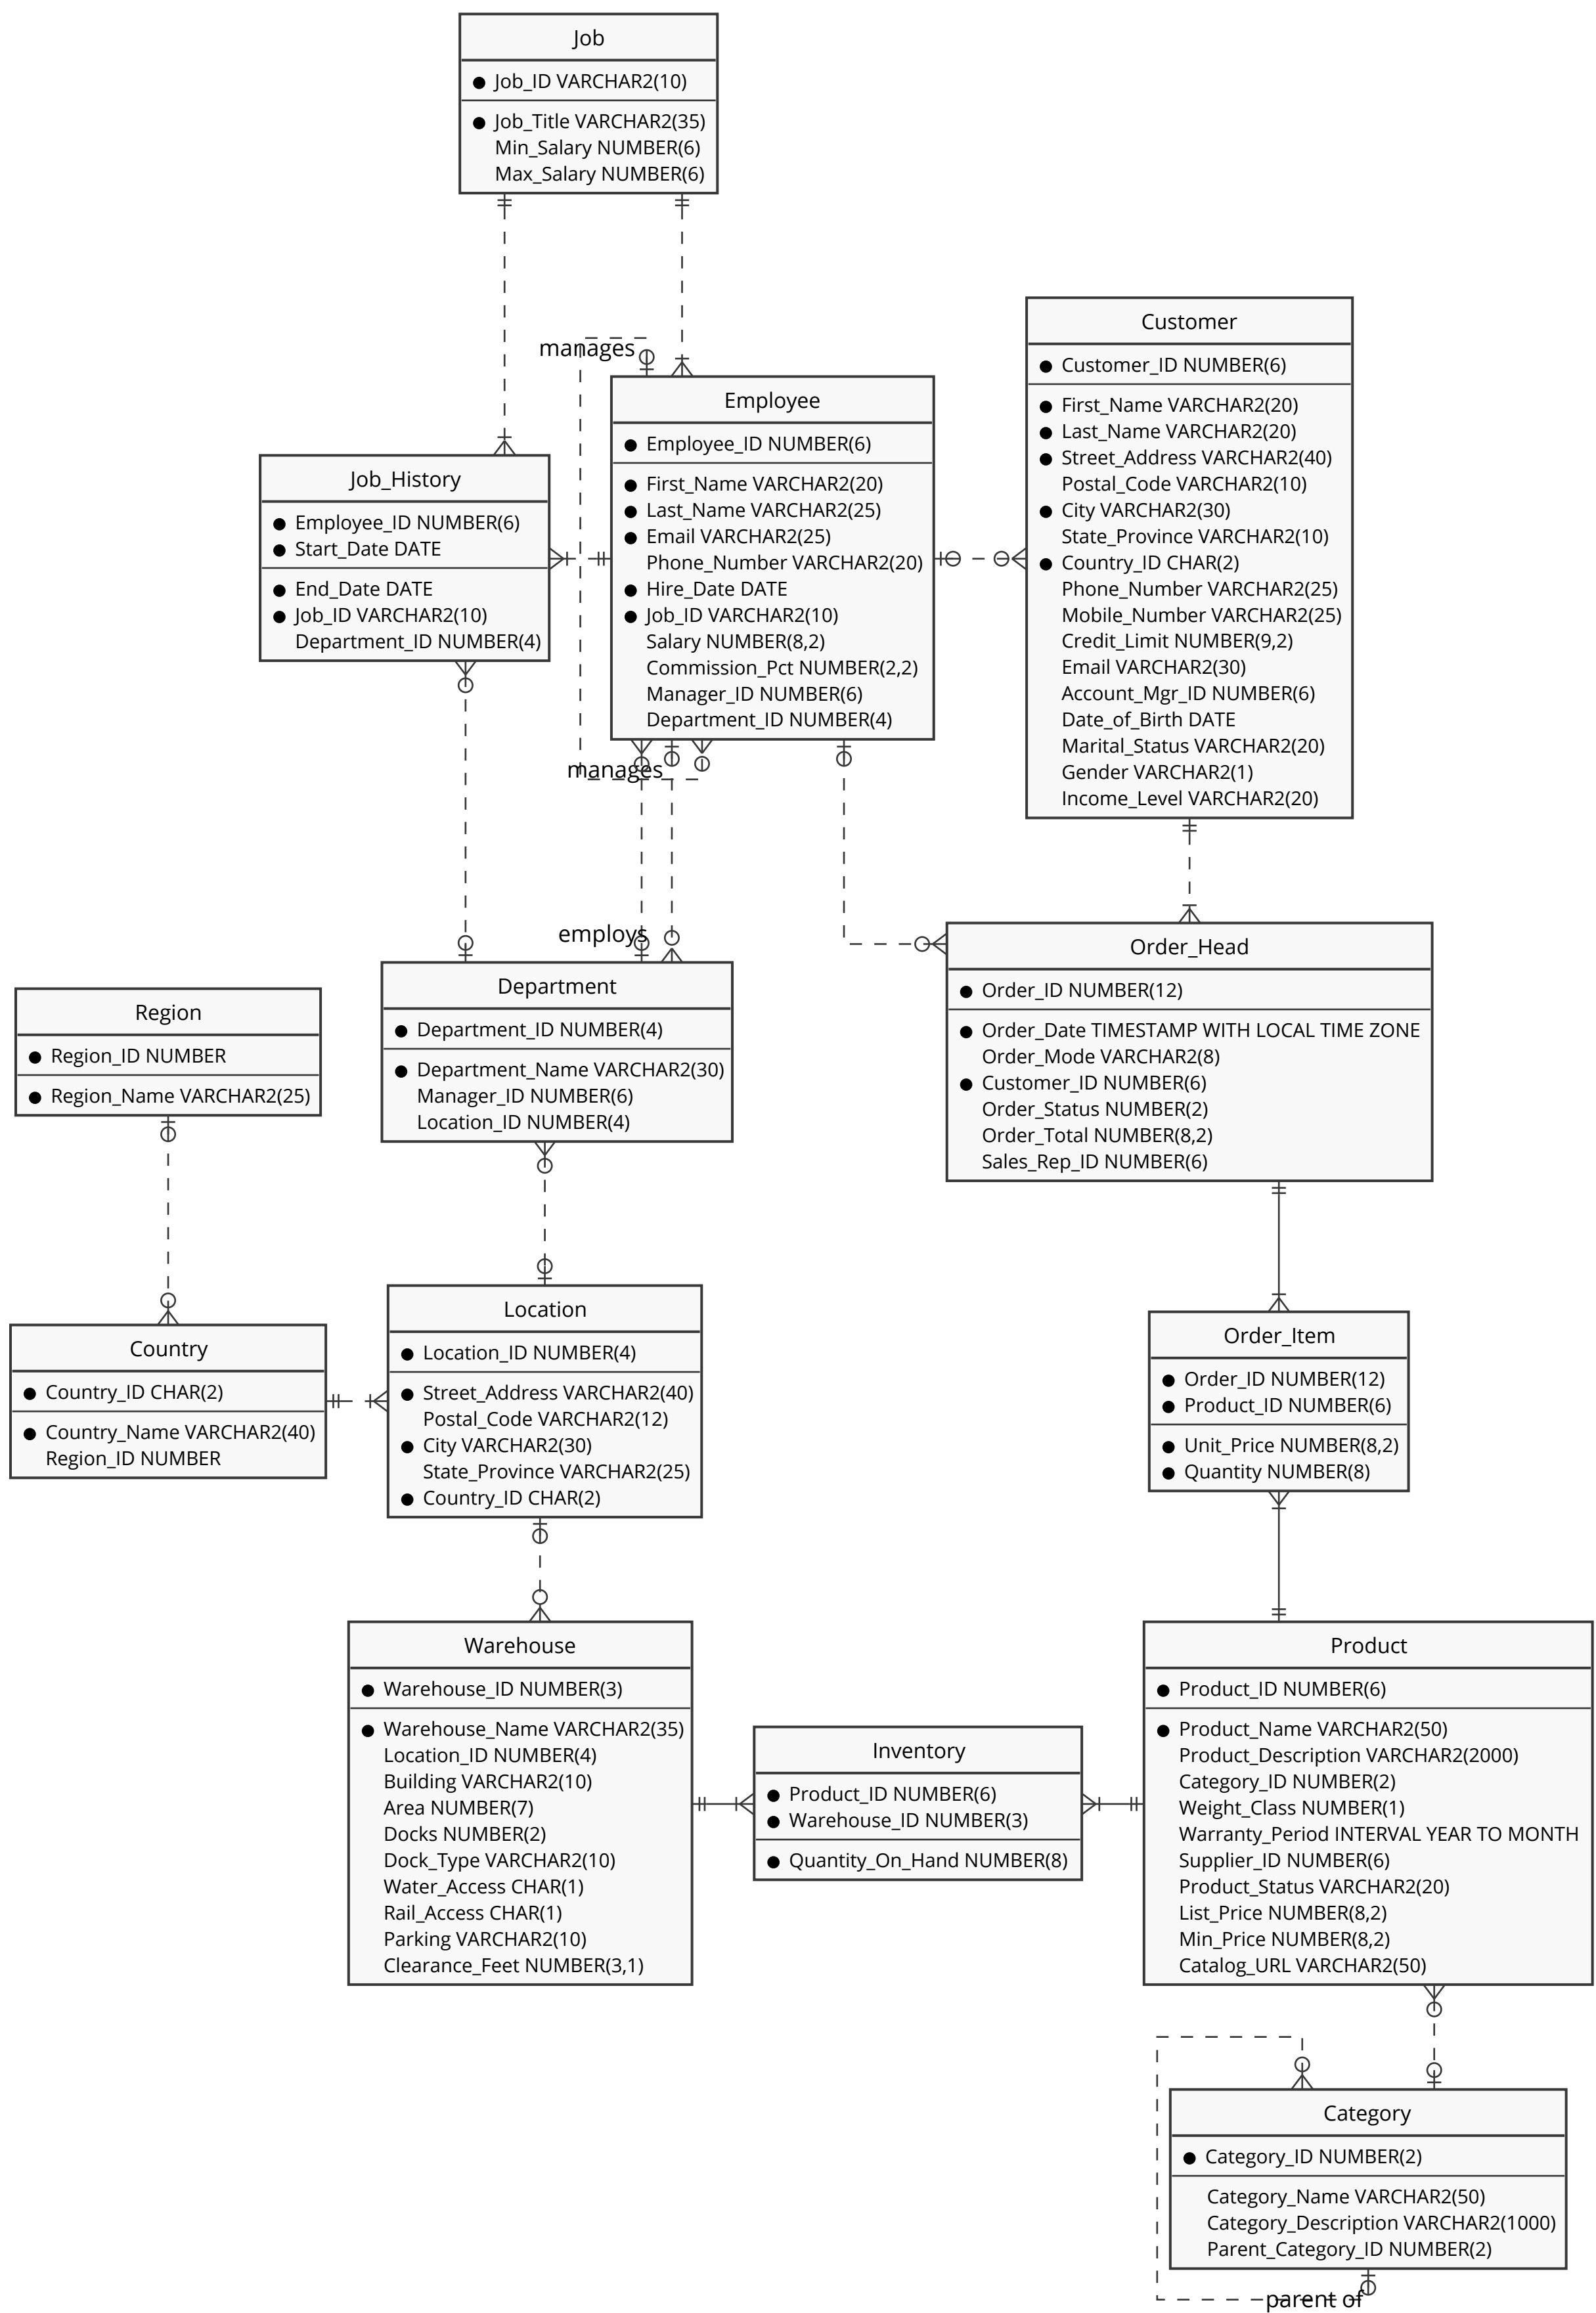 Job
Job_ID VARCHAR2(10)
Job_Title VARCHAR2(35)
Min_Salary NUMBER(6)
Max_Salary NUMBER(6)
manages
Employee
Employee_ID NUMBER(6)
First_Name VARCHAR2(20)
Last_Name VARCHAR2(25)
Email VARCHAR2(25)
Phone_Number VARCHAR2(20)
Hire_Date DATE
Job_ID VARCHAR2(10)
Salary NUMBER(8,2)
Commission_Pct NUMBER(2,2)
Manager_ID NUMBER(6)
Department_ID NUMBER(4)
Customer
Customer_ID NUMBER(6)
First_Name VARCHAR2(20)
Last_Name VARCHAR2(20)
Street_Address VARCHAR2(40)
Postal_Code VARCHAR2(10)
City VARCHAR2(30)
State_Province VARCHAR2(10)
Country_ID CHAR(2)
Phone_Number VARCHAR2(25)
Mobile_Number VARCHAR2(25)
Credit_Limit NUMBER(9,2)
Email VARCHAR2(30)
Account_Mgr_ID NUMBER(6)
Date_of_Birth DATE
Marital_Status VARCHAR2(20)
Gender VARCHAR2(1)
Income_Level VARCHAR2(20)
Job_History
Employee_ID NUMBER(6)
Start_Date DATE
End_Date DATE
Job_ID VARCHAR2(10)
Department_ID NUMBER(4)
manages
employs
Department
Department_ID NUMBER(4)
Department_Name VARCHAR2(30)
Manager_ID NUMBER(6)
Location_ID NUMBER(4)
Order_Head
Order_ID NUMBER(12)
Order_Date TIMESTAMP WITH LOCAL TIME ZONE
Order_Mode VARCHAR2(8)
Customer_ID NUMBER(6)
Order_Status NUMBER(2)
Order_Total NUMBER(8,2)
Sales_Rep_ID NUMBER(6)
Region
Region_ID NUMBER
Region_Name VARCHAR2(25)
Country
Country_ID CHAR(2)
Country_Name VARCHAR2(40)
Region_ID NUMBER
Location
Location_ID NUMBER(4)
Street_Address VARCHAR2(40)
Postal_Code VARCHAR2(12)
City VARCHAR2(30)
State_Province VARCHAR2(25)
Country_ID CHAR(2)
Order_Item
Order_ID NUMBER(12)
Product_ID NUMBER(6)
Unit_Price NUMBER(8,2)
Quantity NUMBER(8)
Warehouse
Warehouse_ID NUMBER(3)
Warehouse_Name VARCHAR2(35)
Location_ID NUMBER(4)
Building VARCHAR2(10)
Area NUMBER(7)
Docks NUMBER(2)
Dock_Type VARCHAR2(10)
Water_Access CHAR(1)
Rail_Access CHAR(1)
Parking VARCHAR2(10)
Clearance_Feet NUMBER(3,1)
Inventory
Product_ID NUMBER(6)
Warehouse_ID NUMBER(3)
Quantity_On_Hand NUMBER(8)
Product
Product_ID NUMBER(6)
Product_Name VARCHAR2(50)
Product_Description VARCHAR2(2000)
Category_ID NUMBER(2)
Weight_Class NUMBER(1)
Warranty_Period INTERVAL YEAR TO MONTH
Supplier_ID NUMBER(6)
Product_Status VARCHAR2(20)
List_Price NUMBER(8,2)
Min_Price NUMBER(8,2)
Catalog_URL VARCHAR2(50)
Category
Category_ID NUMBER(2)
Category_Name VARCHAR2(50)
Category_Description VARCHAR2(1000)
Parent_Category_ID NUMBER(2)
parent of